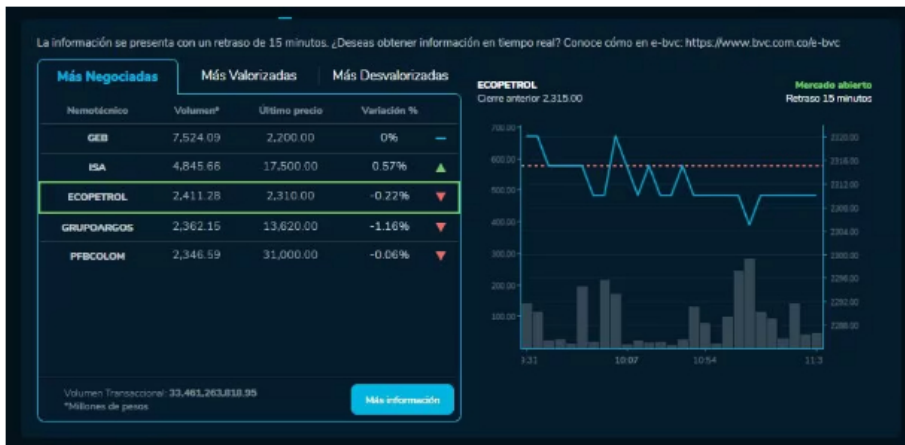 La información se presenta con un retraso de 15 minutos. ¿Deseas obtener información en tiempo real? Conoce cómo en e-bvc: https://www.bvc.com.co/e-bvc
Más Negociadas Más Valorizadas Más Desvalorizadas
Nemotécnico Volumen* Último precio Variación %
GEB 7,524.09 2,200.00 0%
ISA 4,845.66 17,500.00 0.57%
ECOPETROL 2,411.28 2,310.00 -0.22%
GRUPOARGOS 2,362.15 13,620.00 -1.16%
PFBCOLOM 2,346.59 31,000.00 -0.06%
Volumen Transaccional: 33,461,263,818.95
*Millones de pesos
Más información
ECOPETROL Mercado abierto
Cierre anterior 2,315.00 Retraso 15 minutos
700.00 2320.00
600.00 2316.00
500.00 2312.00
400.00 2308.00
2304.00
300.00 2300.00
200.00 2296.00
100.00 2292.00
2288.00
10:07 10:54 11:3